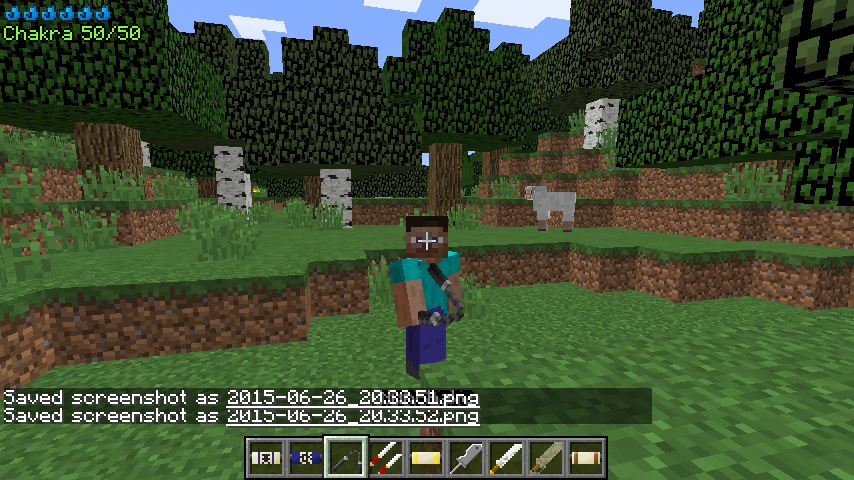 Chakra 50/50
Saved screenshot as 2015-06-26_20.33.51.png
Saved screenshot as 2015-06-26_20.33.52.png